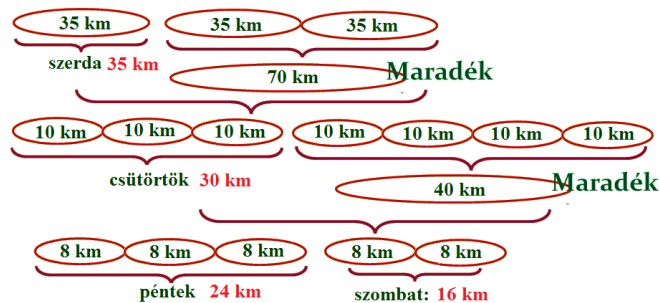 35 km 35 km 35 km
szerda 35 km
70 km Maradék
10 km 10 km 10 km 10 km 10 km 10 km 10 km
csütörtök 30 km
40 km Maradék
8 km 8 km 8 km 8 km 8 km
péntek 24 km szombat: 16 km